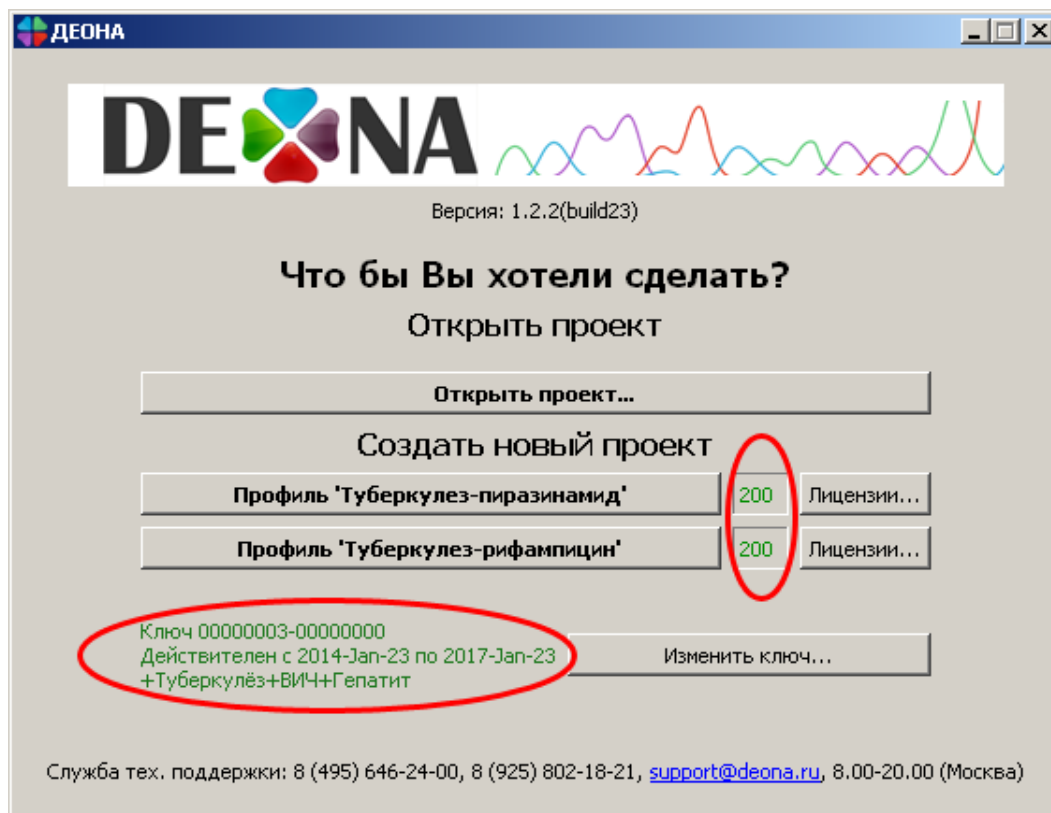 ДЕОНА
DEONA
Версия: 1.2.2(build23)
Что бы Вы хотели сделать?
Открыть проект
Открыть проект...
Создать новый проект
Профиль 'Туберкулез-пиразинамид' 200 Лицензии...
Профиль 'Туберкулез-рифампицин' 200 Лицензии...
Ключ 00000003-00000000
Действителен с 2014-Jan-23 по 2017-Jan-23
+Туберкулёз+ВИЧ+Гепатит
Изменить ключ...
Служба тех. поддержки: 8 (495) 646-24-00, 8 (925) 802-18-21, support@deona.ru, 8.00-20.00 (Москва)